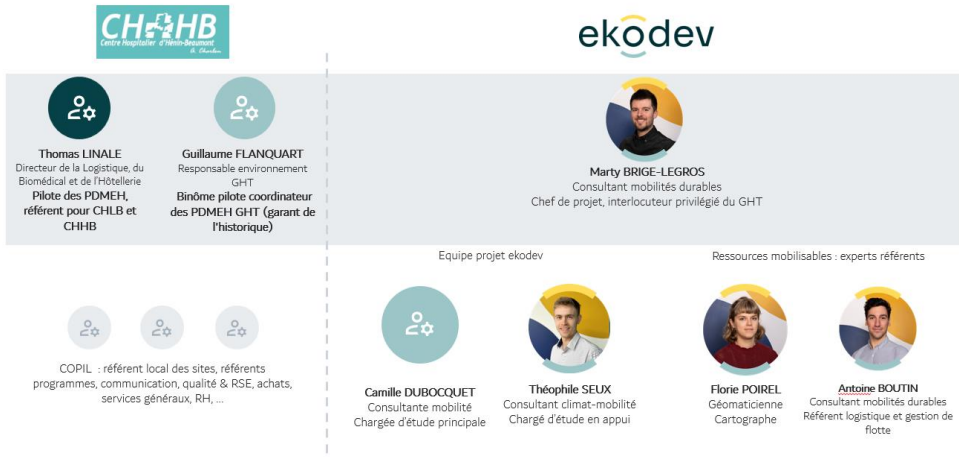 CHHB
Centre Hospitalier d'Hénin-Beaumont
A. Charlon
ekodev
Thomas LINALE
Directeur de la Logistique, du
Biomédical et de l'Hôtellerie
Pilote des PDMEH,
référent pour CHLB et
CHHB
Guillaume FLANQUART
Responsable environnement
GHT
Binôme pilote coordinateur
des PDMEH GHT (garant de
l'historique)
Marty BRIGE-LEGROS
Consultant mobilités durables
Chef de projet, interlocuteur privilégié du GHT
Equipe projet ekodev
Ressources mobilisables : experts référents
COPIL : référent local des sites, référents
programmes, communication, qualité & RSE, achats,
services généraux, RH, ...
Camille DUBOCQUET
Consultante mobilité
Chargée d'étude principale
Théophile SEUX
Consultant climat-mobilité
Chargé d'étude en appui
Florie POIREL
Géomaticienne
Cartographe
Antoine BOUTIN
Consultant mobilités durables
Référent logistique et gestion de
flotte